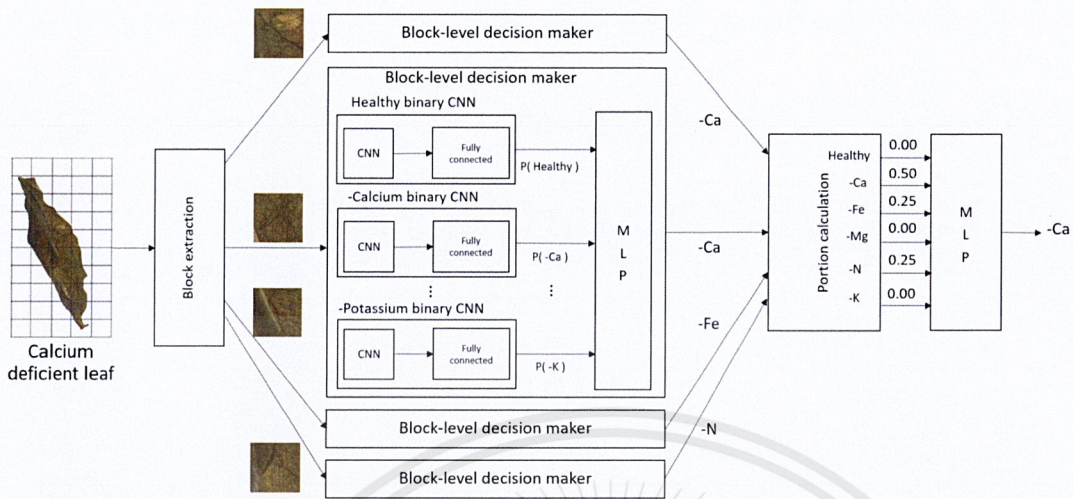 Calcium
deficient leaf
Block extraction
Block-level decision maker
Block-level decision maker
Healthy binary CNN
CNN
Fully
connected
P( Healthy )
-Calcium binary CNN
CNN
Fully
connected
P( -Ca )
...
...
-Potassium binary CNN
CNN
Fully
connected
P( -K )
M
L
P
Block-level decision maker
Block-level decision maker
-Ca
-Ca
-Fe
-N
Portion calculation
Healthy
0.00
-Ca
0.50
-Fe
0.25
-Mg
0.00
-N
0.25
-K
0.00
M
L
P
-Ca